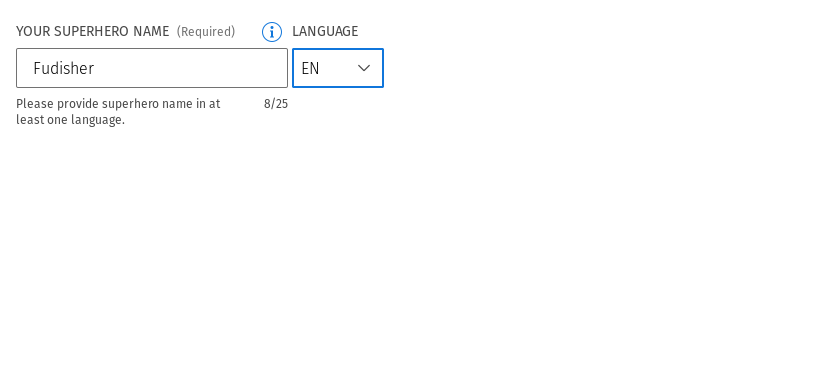 YOUR SUPERHERO NAME (Required) LANGUAGE
Fudisher EN
Please provide superhero name in at 8/25
least one language.